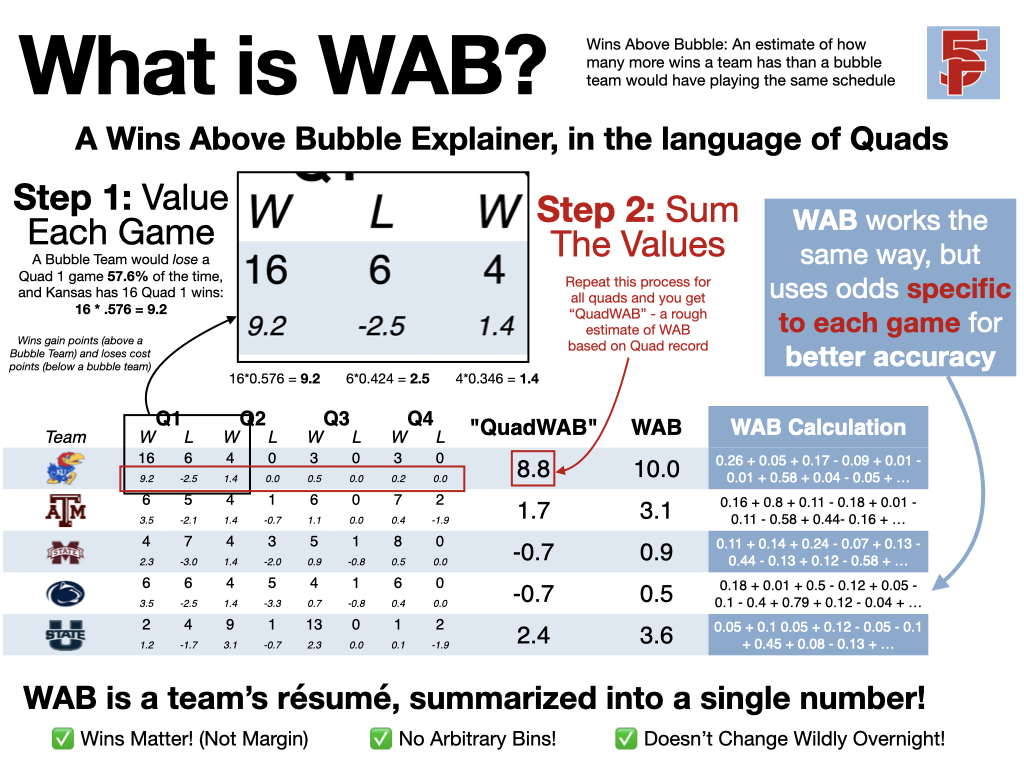 What is WAB?
Wins Above Bubble: An estimate of how
many more wins a team has than a bubble
team would have playing the same schedule
SF
A Wins Above Bubble Explainer, in the language of Quads
Step 1: Value
Each Game
A Bubble Team would lose a
Quad 1 game 57.6% of the time,
and Kansas has 16 Quad 1 wins:
16 * .576 = 9.2
Wins gain points (above a
Bubble Team) and loses cost
points (below a bubble team)
W L W
16 6 4
9.2 -2.5 1.4
16*0.576 = 9.2 6*0.424 = 2.5 4*0.346 = 1.4
Step 2: Sum
The Values
Repeat this process for
all quads and you get
“QuadWAB” - a rough
estimate of WAB
based on Quad record
WAB works the
same way, but
uses odds specific
to each game for
better accuracy
Q1 Q2 Q3 Q4 "QuadWAB" WAB WAB Calculation
Team W L W L W L W L
KU 16 6 4 0 3 0 3 0 8.8 10.0 0.26 + 0.05 + 0.17 - 0.09 + 0.01 -
9.2 -2.5 1.4 0.0 0.5 0.0 0.2 0.0 0.01 + 0.58 + 0.04 - 0.05 + …
ATM 6 5 4 1 6 0 7 2 1.7 3.1 0.16 + 0.8 + 0.11 - 0.18 + 0.01 -
3.5 -2.1 1.4 -0.7 1.1 0.0 0.4 -1.9 0.11 - 0.58 + 0.44- 0.16 + …
STATE 4 7 4 3 5 1 8 0 -0.7 0.9 0.11 + 0.14 + 0.24 - 0.07 + 0.13 -
2.3 -3.0 1.4 -2.0 0.9 -0.8 0.5 0.0 0.44 - 0.13 + 0.12 - 0.58 + …
6 6 4 5 4 1 6 0 -0.7 0.5 0.18 + 0.01 + 0.5 - 0.12 + 0.05 -
3.5 -2.5 1.4 -3.3 0.7 -0.8 0.4 0.0 0.1 - 0.4 + 0.79 + 0.12 - 0.04 + …
U STATE 2 4 9 1 13 0 1 2 2.4 3.6 0.05 + 0.1 0.05 + 0.12 - 0.05 - 0.1
1.2 -1.7 3.1 -0.7 2.3 0.0 0.1 -1.9 + 0.45 + 0.08 - 0.13 + …
WAB is a team’s résumé, summarized into a single number!
✅ Wins Matter! (Not Margin) ✅ No Arbitrary Bins! ✅ Doesn’t Change Wildly Overnight!